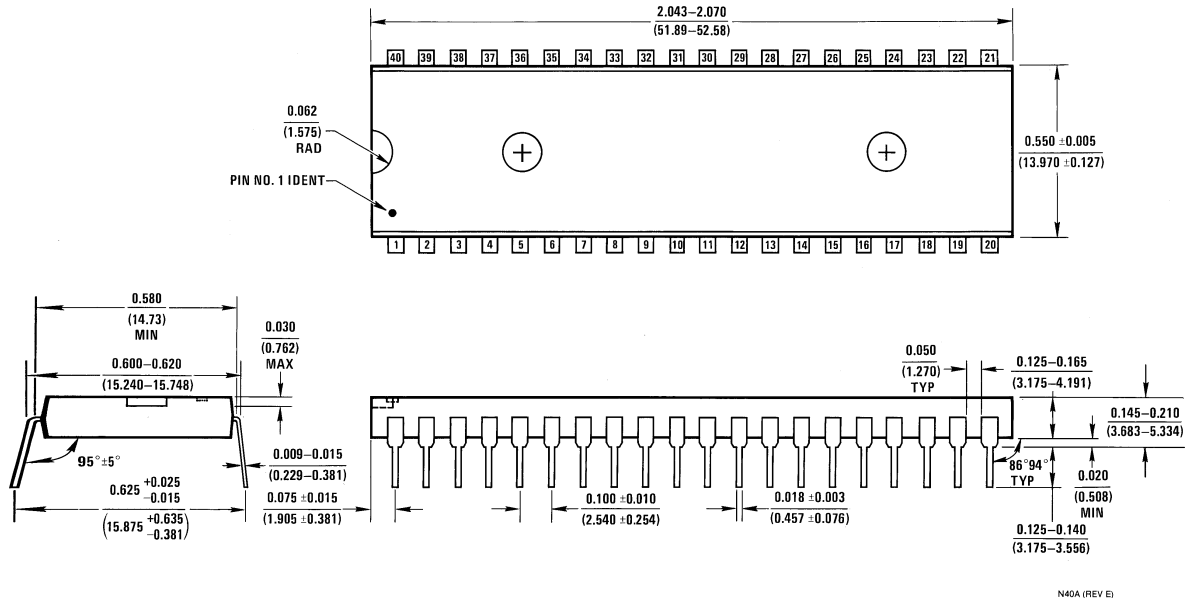 2.043–2.070
(51.89–52.58)
40 39 38 37 36 35 34 33 32 31 30 29 28 27 26 25 24 23 22 21
0.062
(1.575)
RAD
0.550 ±0.005
(13.970 ±0.127)
PIN NO. 1 IDENT
1 2 3 4 5 6 7 8 9 10 11 12 13 14 15 16 17 18 19 20
0.580
(14.73)
MIN
0.030
(0.762)
MAX
0.600–0.620
(15.240–15.748)
0.050
(1.270)
TYP
0.125–0.165
(3.175–4.191)
0.145–0.210
(3.683–5.334)
95°±5°
0.009–0.015
(0.229–0.381)
86°94°
TYP
0.020
(0.508)
MIN
0.625 +0.025 −0.015
(15.875 +0.635 −0.381)
0.075 ±0.015
(1.905 ±0.381)
0.100 ±0.010
(2.540 ±0.254)
0.018 ±0.003
(0.457 ±0.076)
0.125–0.140
(3.175–3.556)
N40A (REV E)